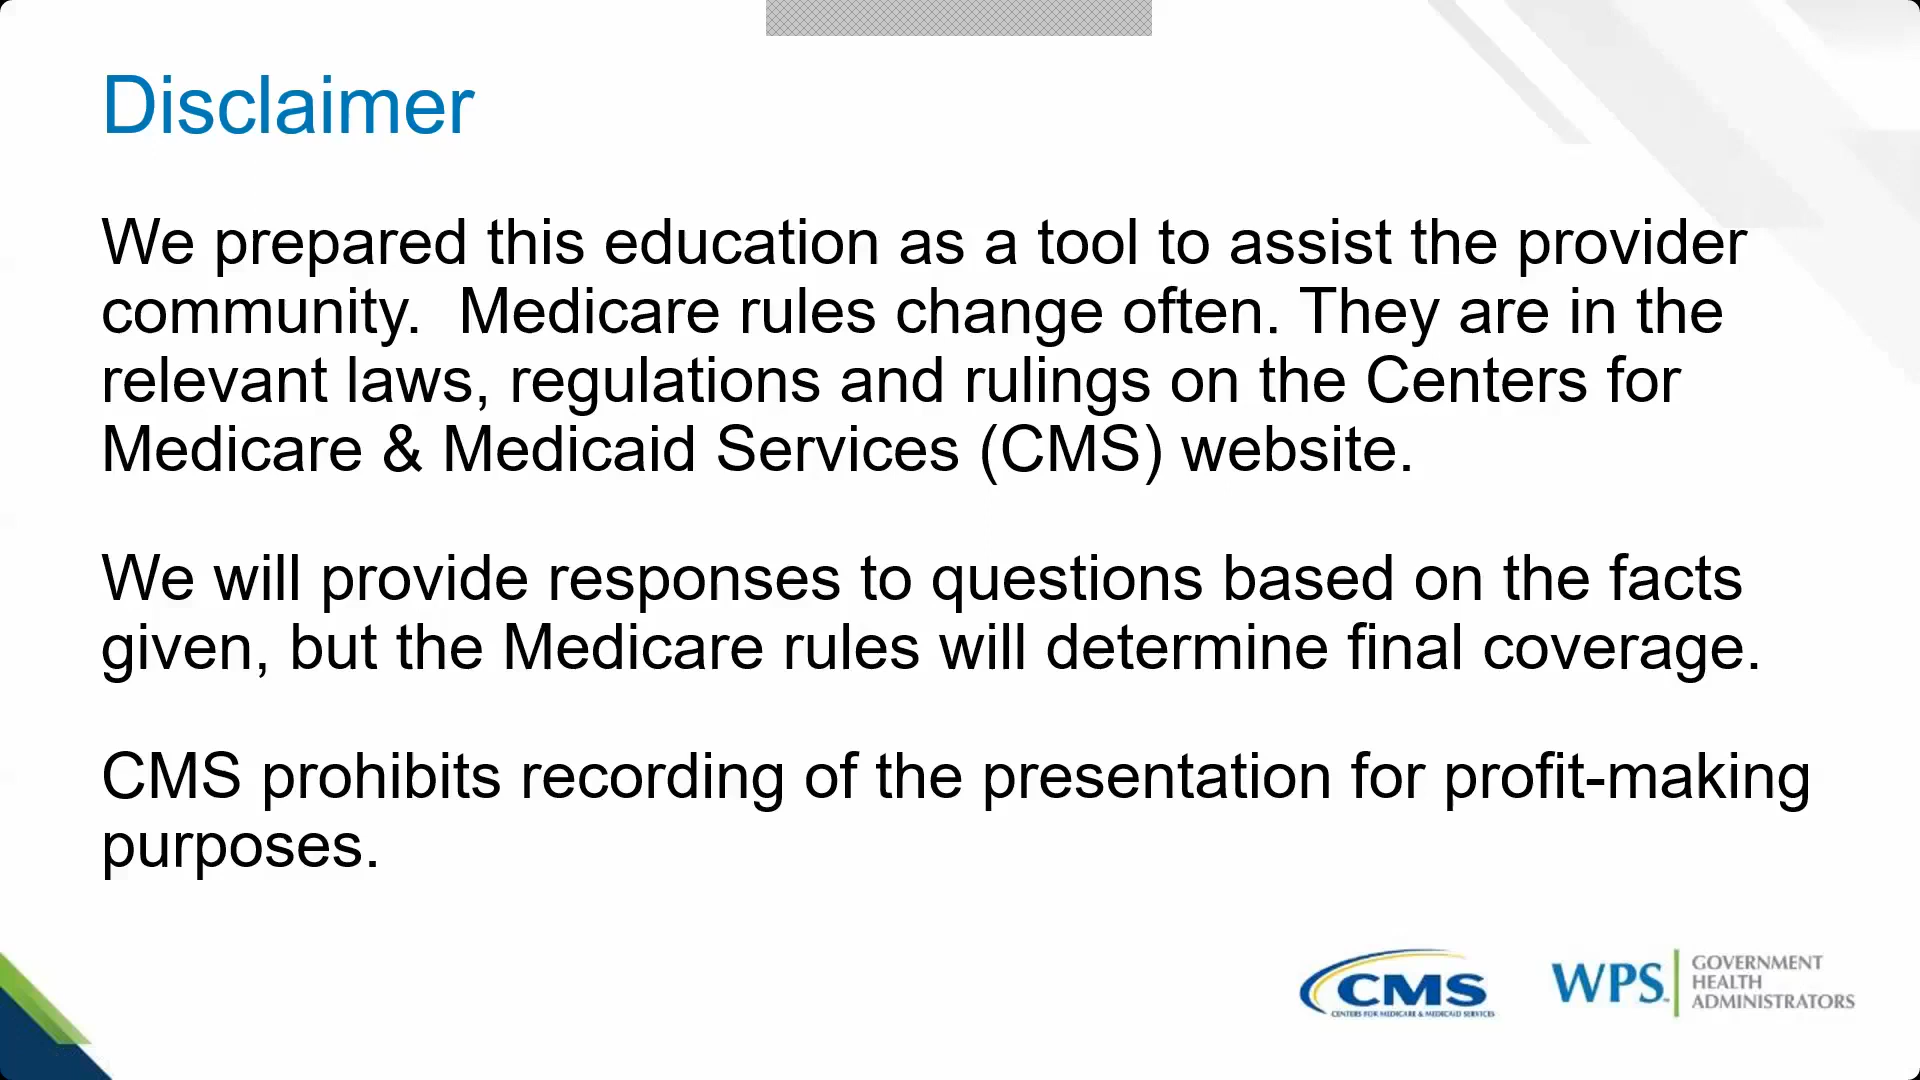 Disclaimer
We prepared this education as a tool to assist the provider
community.  Medicare rules change often. They are in the
relevant laws, regulations and rulings on the Centers for
Medicare & Medicaid Services (CMS) website.
We will provide responses to questions based on the facts
given, but the Medicare rules will determine final coverage.
CMS prohibits recording of the presentation for profit-making
purposes.
CMS
CENTERS FOR MEDICARE & MEDICAID SERVICES
WPS
GOVERNMENT
HEALTH
ADMINISTRATORS